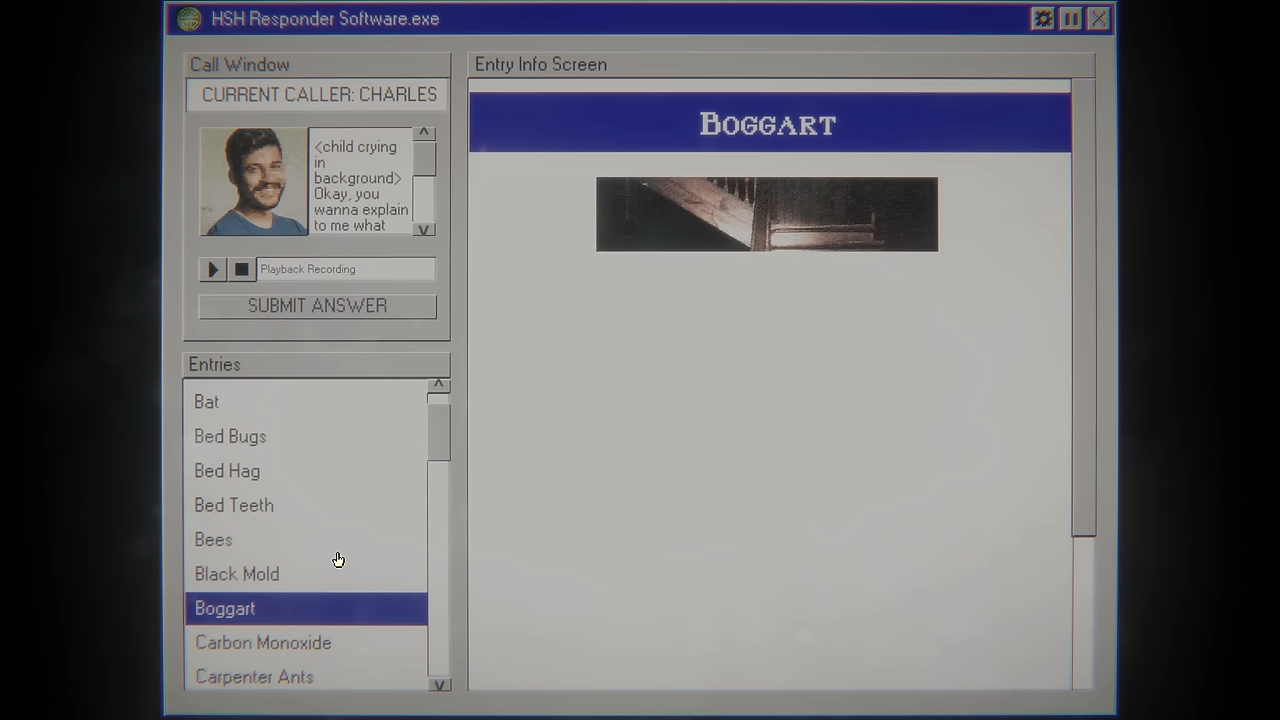 HSH Responder Software.exe
Call Window
CURRENT CALLER: CHARLES
<child crying
in
background>
Okay, you
wanna explain
to me what
Playback Recording
SUBMIT ANSWER
Entries
Bat
Bed Bugs
Bed Hag
Bed Teeth
Bees
Black Mold
Boggart
Carbon Monoxide
Carpenter Ants
Entry Info Screen
BOGGART